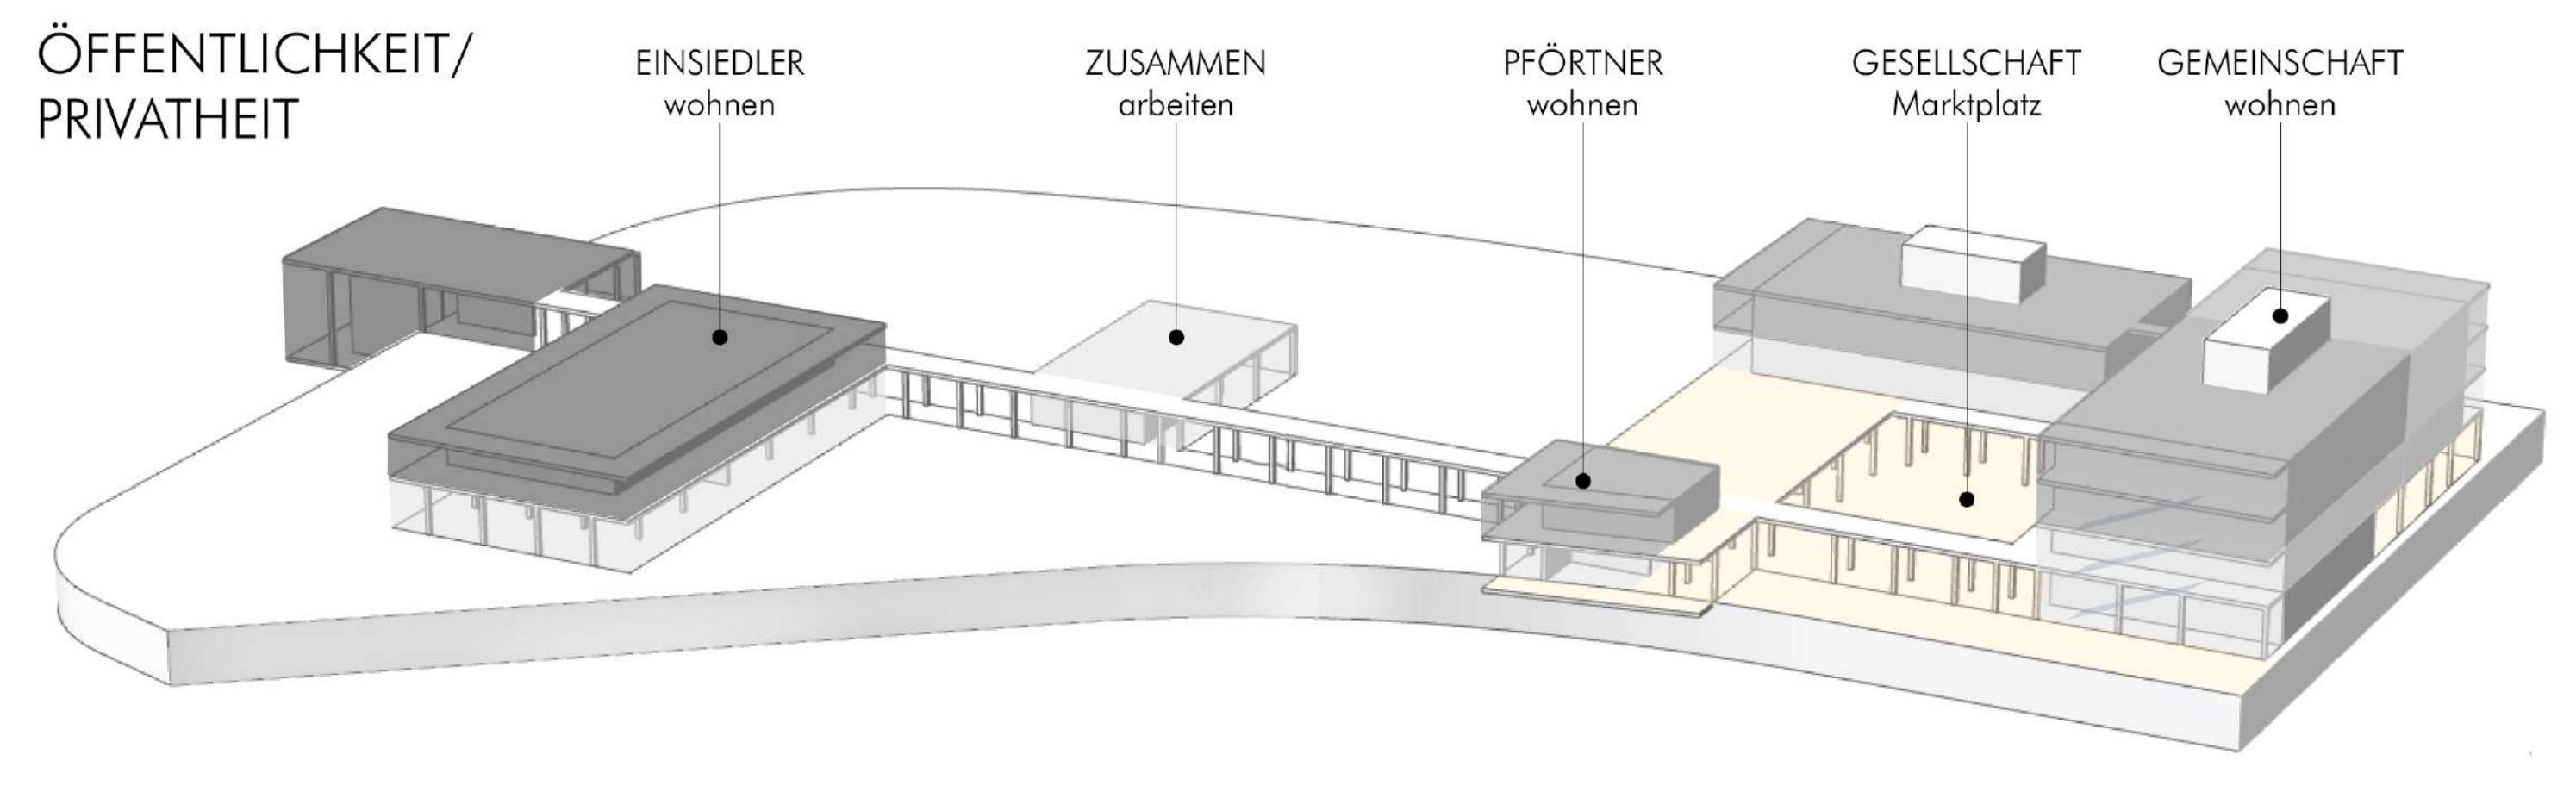 ÖFFENTLICHKEIT/
PRIVATHEIT
EINSIEDLER
wohnen
ZUSAMMEN
arbeiten
PFÖRTNER
wohnen
GESELLSCHAFT
Marktplatz
GEMEINSCHAFT
wohnen